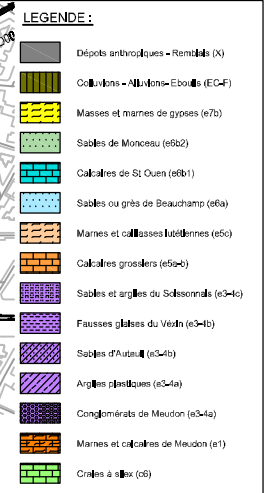 LEGENDE :
Dépots anthropiques - Remblais (X)
Colluvions - Alluvions - Eboulis (EC-F)
Masses et marnes de gypses (e7b)
Sables de Monceau (e6b2)
Calcaires de St Ouen (e6b1)
Sables ou grès de Beauchamp (e6a)
Marnes et caillasses lutétiennes (e5c)
Calcaires grossiers (e5a-b)
Sables et argiles du Soissonnais (e3-4c)
Fausses glaises du Vexin (e3-4b)
Sables d'Auteuil (e3-4b)
Argiles plastiques (e3-4a)
Conglomérats de Meudon (e3-4a)
Marnes et calcaires de Meudon (e1)
Craies à silex (c6)